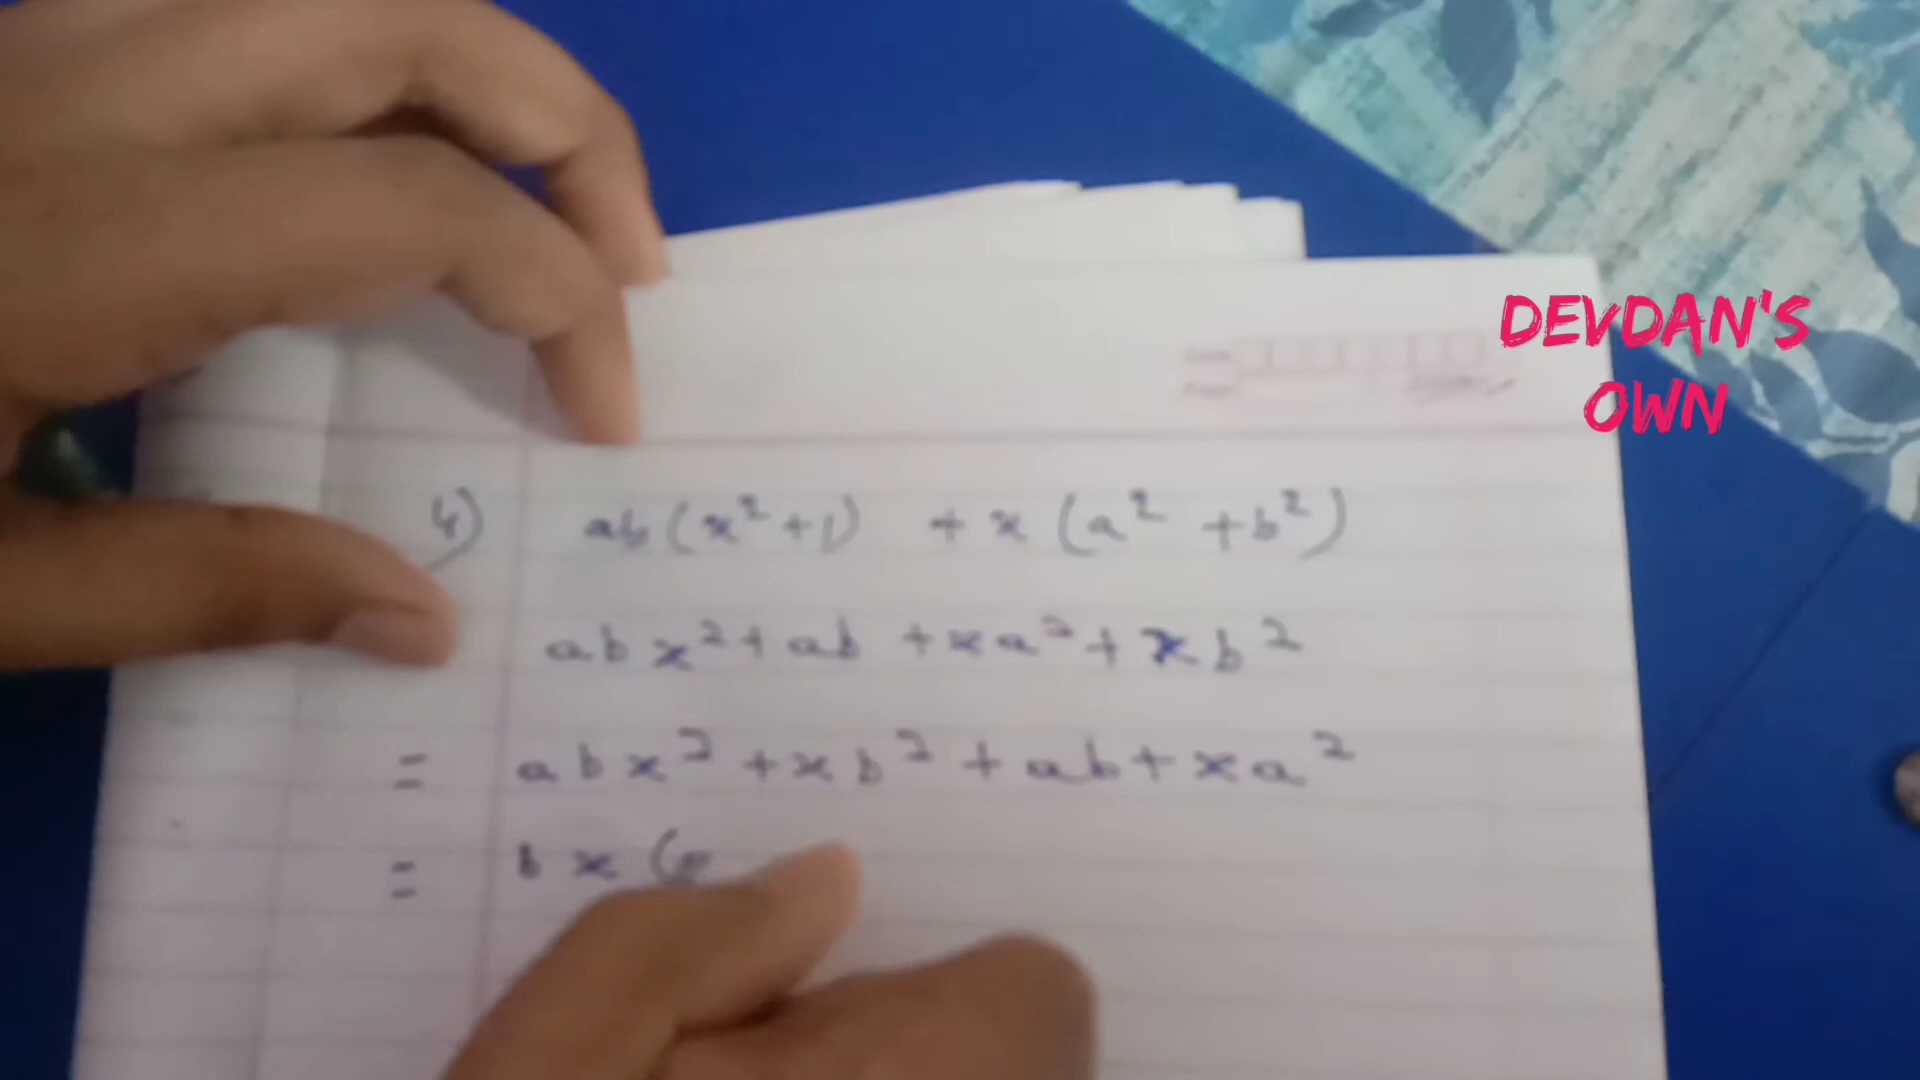 DEVDAN'S
OWN
4) ab(x²+1) + x (a² + b²)
abx² + ab + xa² + xb²
= abx² + xb² + ab + xa²
= bx (